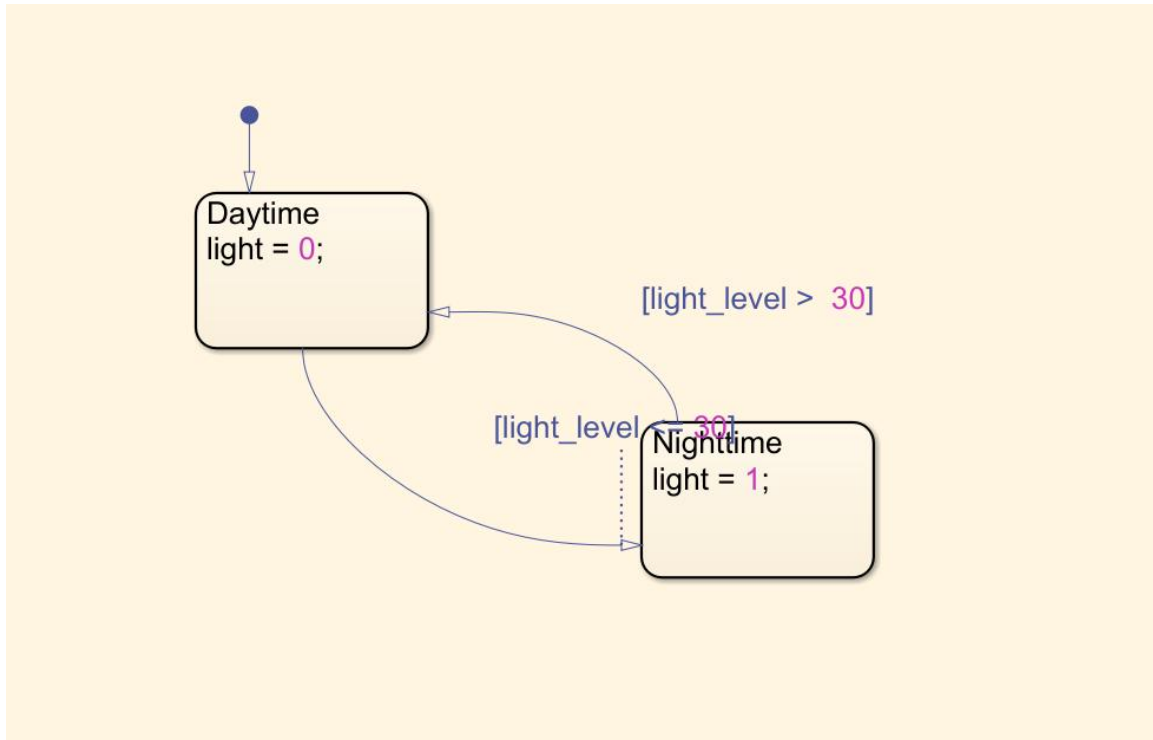 Daytime
light = 0;
[light_level > 30]
[light_level <= 30]
Nighttime
light = 1;